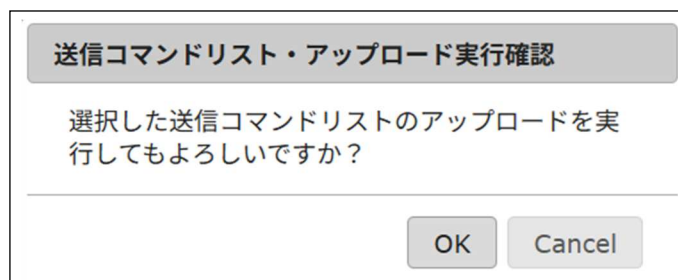 送信コマンドリスト・アップロード実行確認
選択した送信コマンドリストのアップロードを実
行してもよろしいですか？
OK Cancel